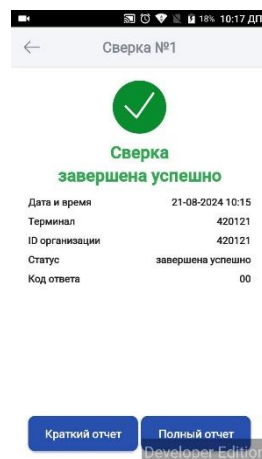 18% 10:17 ДП
Сверка №1
Сверка
завершена успешно
Дата и время 21-08-2024 10:15
Терминал 420121
ID организации 420121
Статус завершена успешно
Код ответа 00
Краткий отчет Полный отчет
Developer Edition